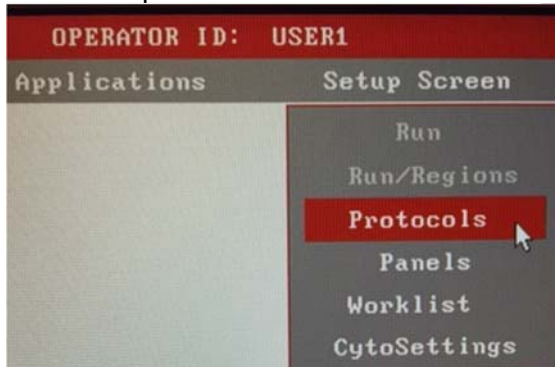 OPERATOR ID: USER1
Applications Setup Screen
Run
Run/Regions
Protocols
Panels
Worklist
CytoSettings